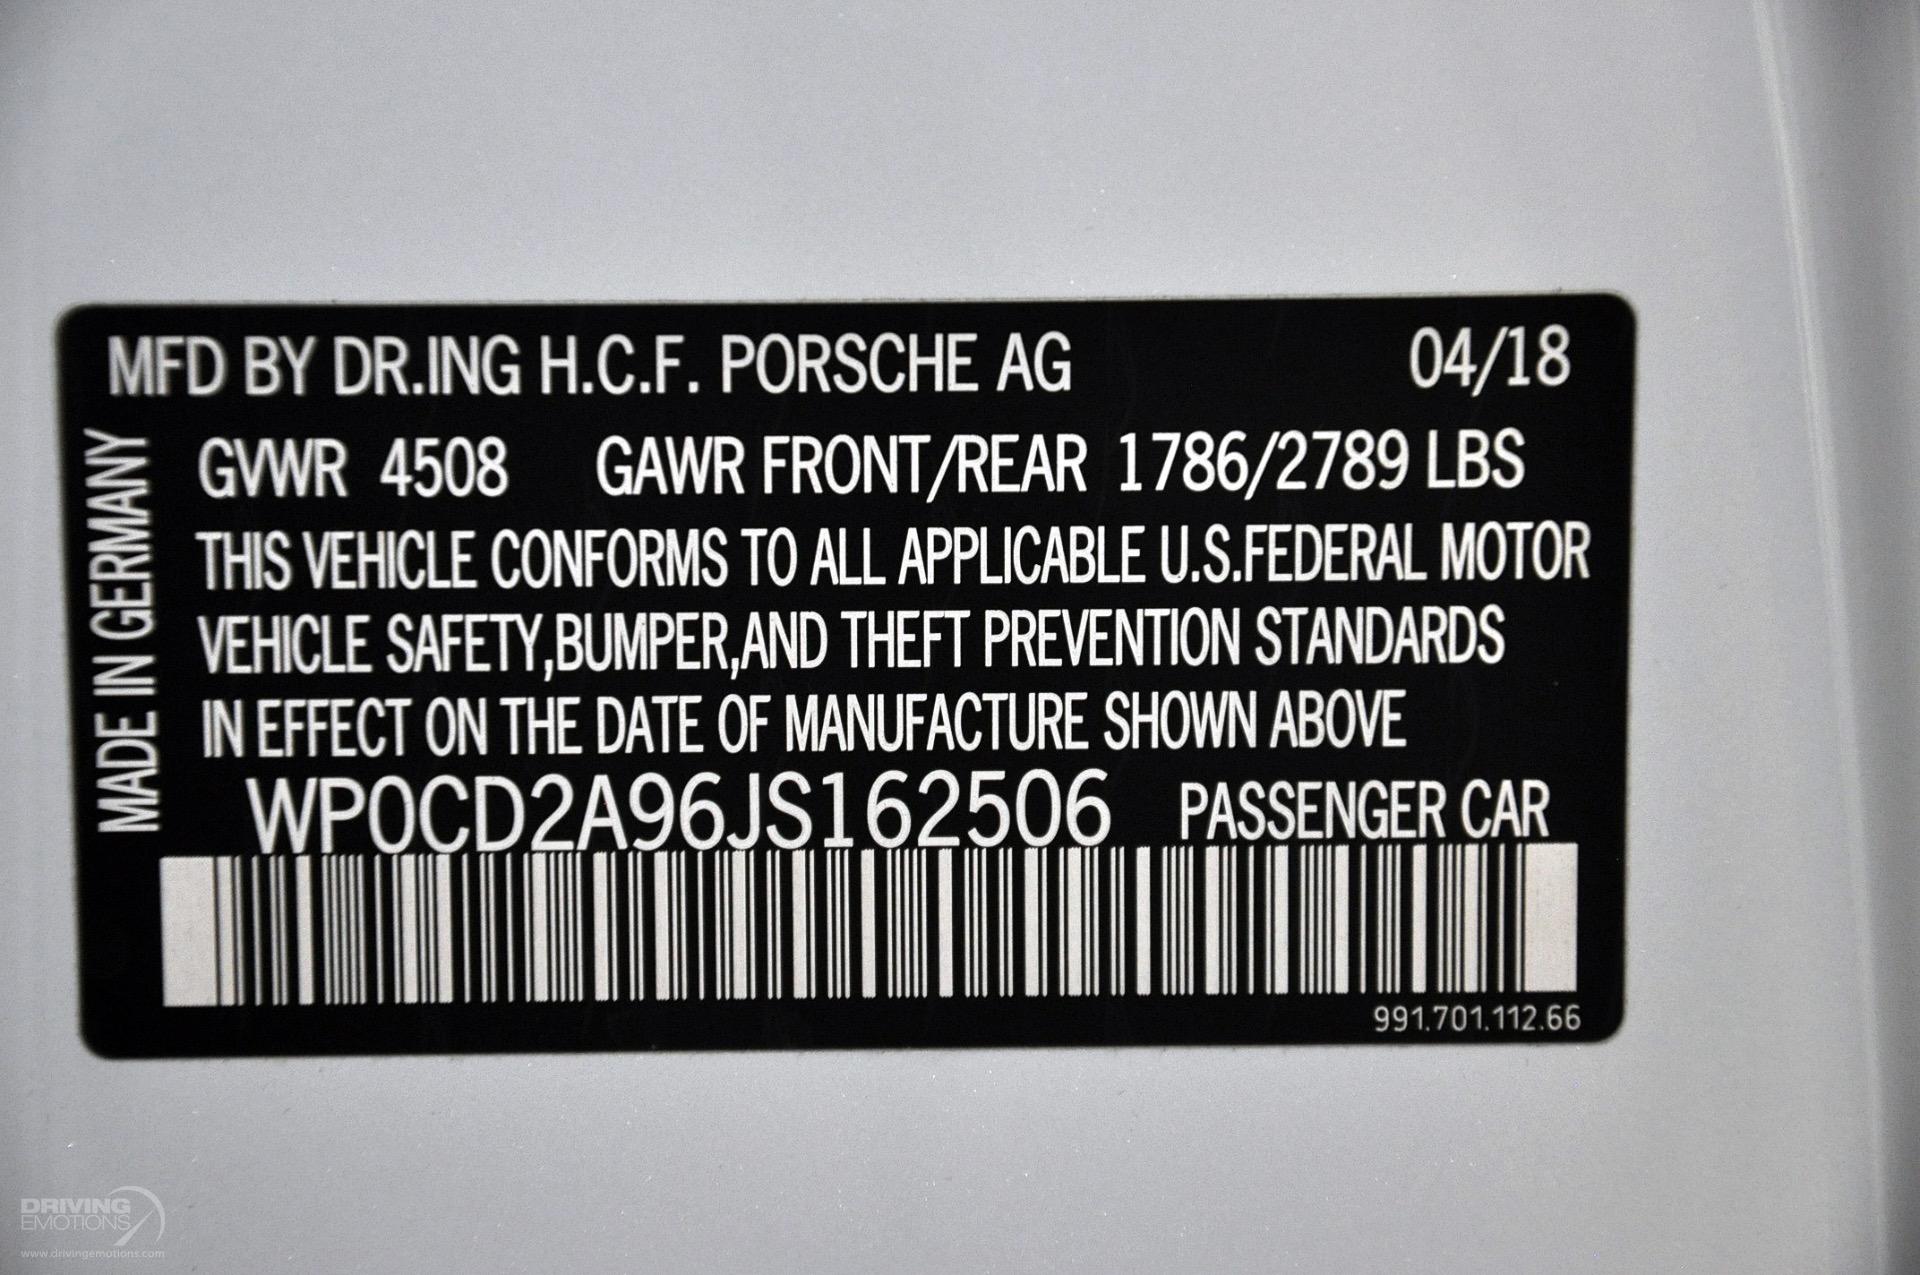 MFD BY DR.ING H.C.F. PORSCHE AG 04/18
MADE IN GERMANY
GVWR 4508 GAWR FRONT/REAR 1786/2789 LBS
THIS VEHICLE CONFORMS TO ALL APPLICABLE U.S.FEDERAL MOTOR
VEHICLE SAFETY,BUMPER,AND THEFT PREVENTION STANDARDS
IN EFFECT ON THE DATE OF MANUFACTURE SHOWN ABOVE
WP0CD2A96JS162506 PASSENGER CAR
991.701.112.66
DRIVING
EMOTIONS
www.drivingemotions.com